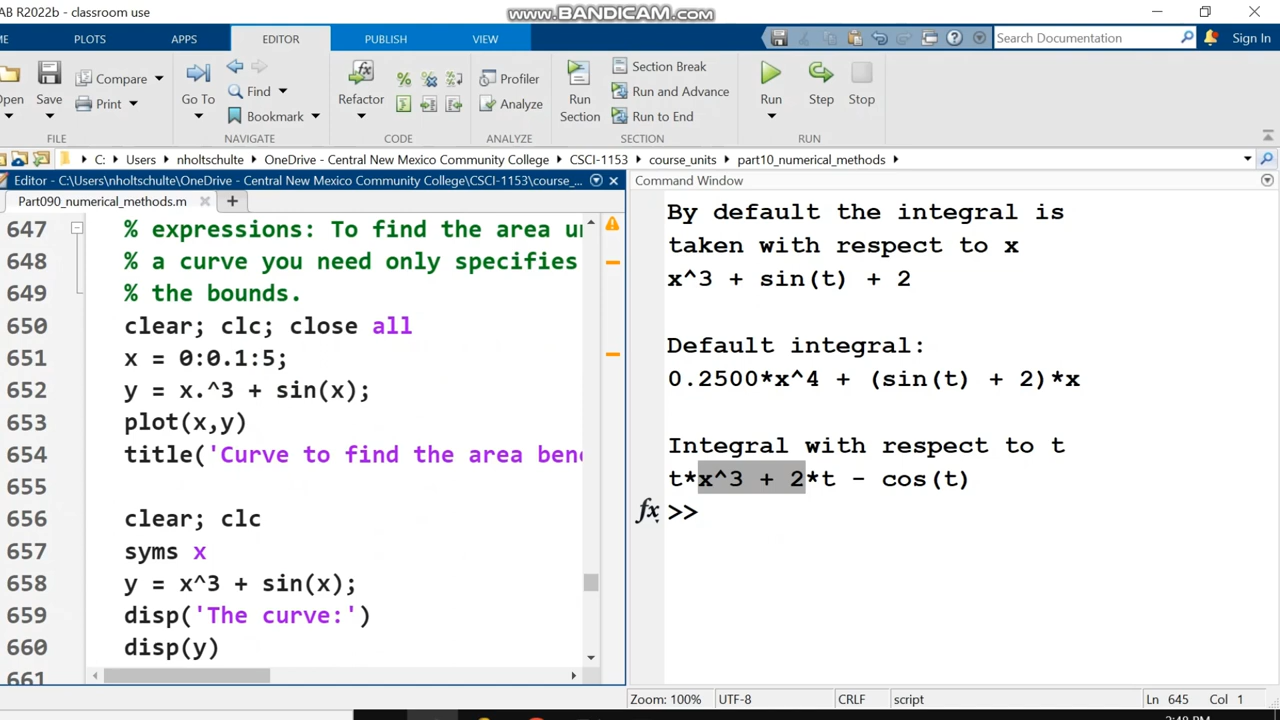 AB R2022b - classroom use
www.BANDICAM.com
ME PLOTS APPS EDITOR PUBLISH VIEW
Search Documentation
Sign In
Open Save Compare Print
Go To Find Bookmark
Refactor
Profiler
Analyze
Run Section
Section Break
Run and Advance
Run to End
Run Step Stop
FILE NAVIGATE CODE ANALYZE SECTION RUN
C: Users nholtschulte OneDrive - Central New Mexico Community College CSCI-1153 course_units part10_numerical_methods
Editor - C:\Users\nholtschulte\OneDrive - Central New Mexico Community College\CSCI-1153\course_...
Part090_numerical_methods.m
647 % expressions: To find the area
648 % a curve you need only specifies
649 % the bounds.
650 clear; clc; close all
651 x = 0:0.1:5;
652 y = x.^3 + sin(x);
653 plot(x,y)
654 title('Curve to find the area
655
656 clear; clc
657 syms x
658 y = x^3 + sin(x);
659 disp('The curve:')
660 disp(y)
661
Command Window
By default the integral is
taken with respect to x
x^3 + sin(t) + 2
Default integral:
0.2500*x^4 + (sin(t) + 2)*x
Integral with respect to t
t*x^3 + 2*t - cos(t)
fx >>
Zoom: 100% UTF-8 CRLF script Ln 645 Col 1